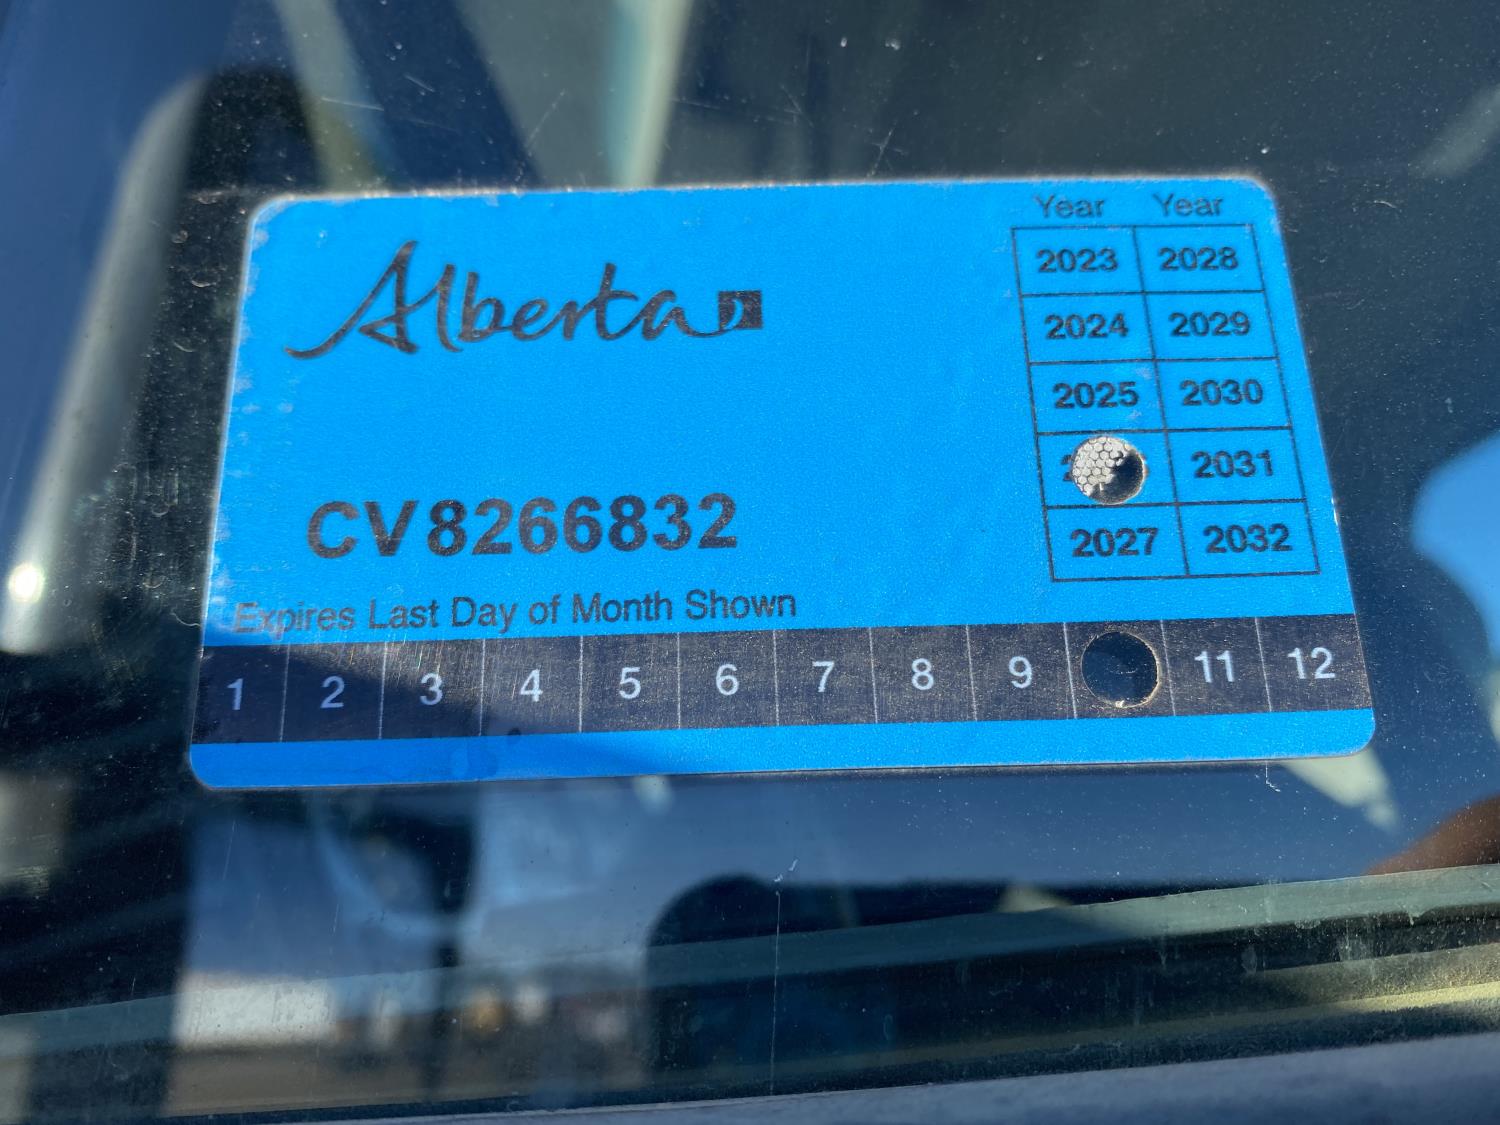 Alberta
Year Year
2023 2028
2024 2029
2025 2030
2031
2027 2032
CV8266832
Expires Last Day of Month Shown
1 2 3 4 5 6 7 8 9 11 12